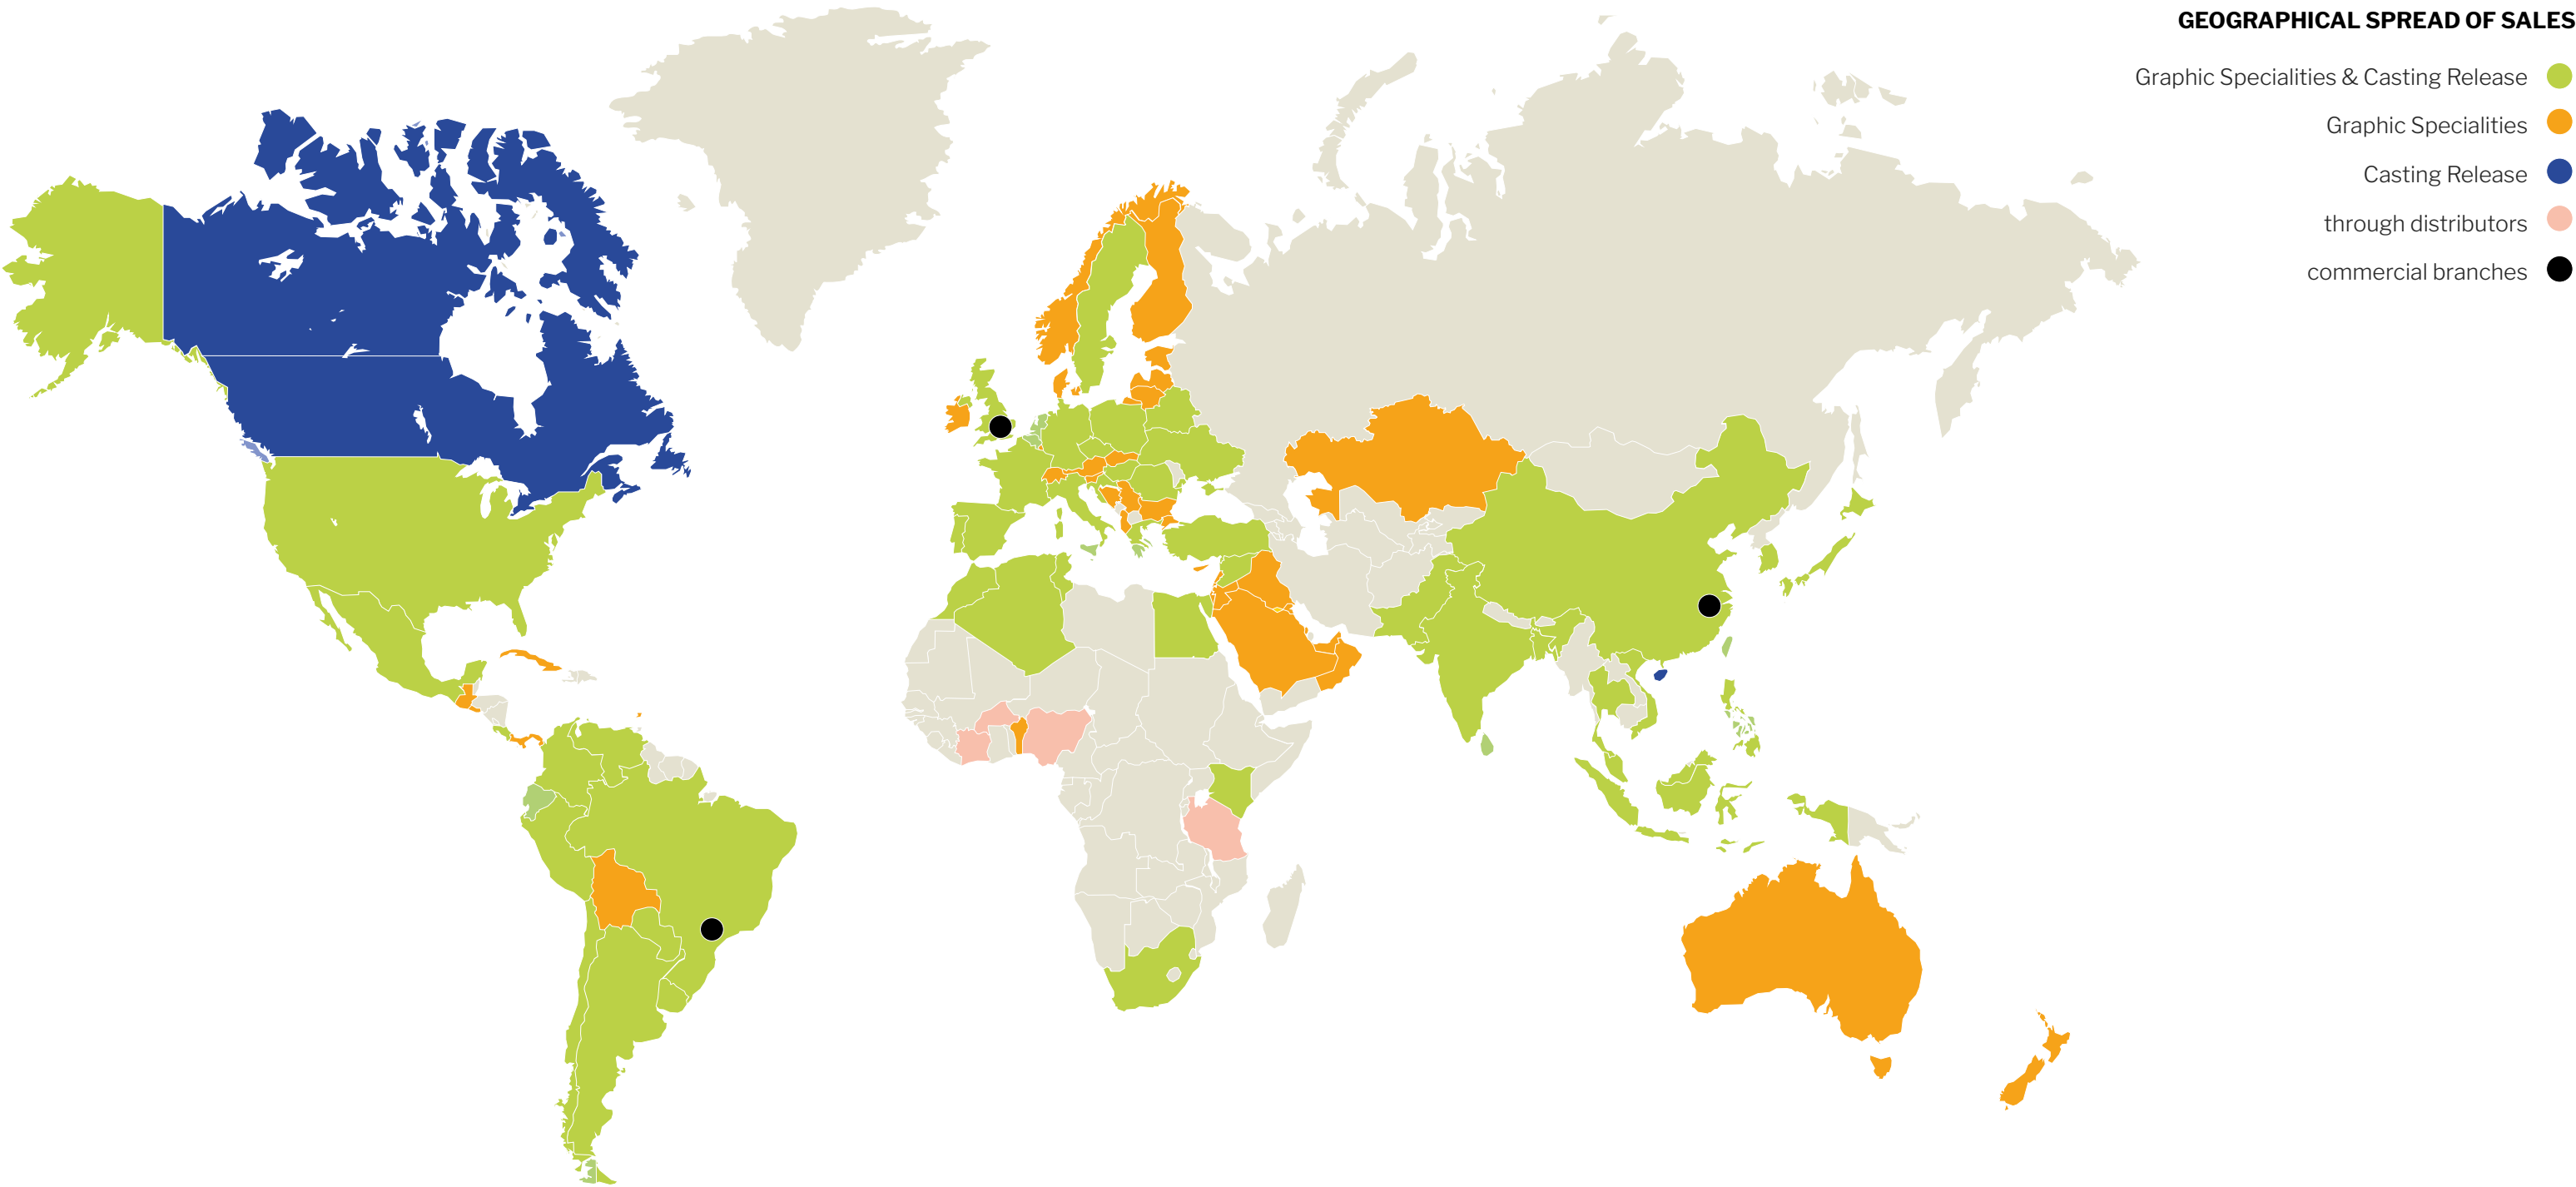 GEOGRAPHICAL SPREAD OF SALES
Graphic Specialities & Casting Release
Graphic Specialities
Casting Release
through distributors
commercial branches